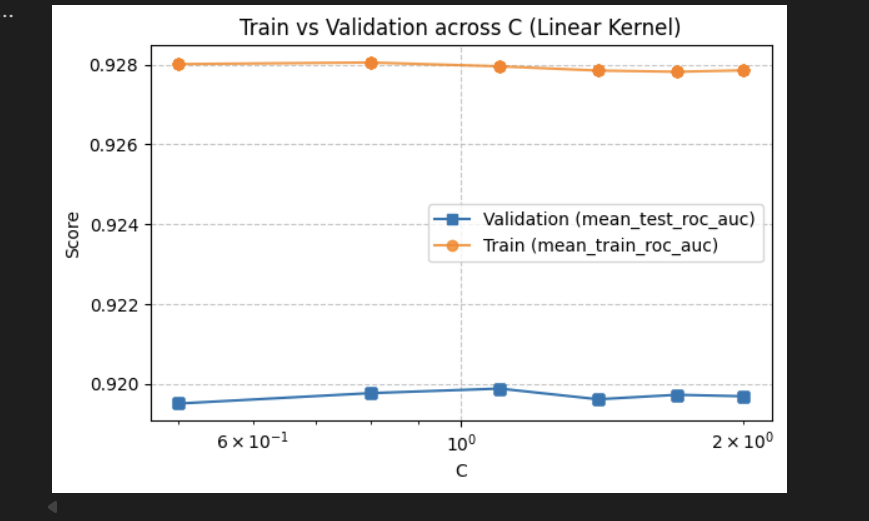 ..
Train vs Validation across C (Linear Kernel)
0.928
0.926
0.924
0.922
0.920
Score
Validation (mean_test_roc_auc)
Train (mean_train_roc_auc)
6 × 10⁻¹
10⁰
2 × 10⁰
C